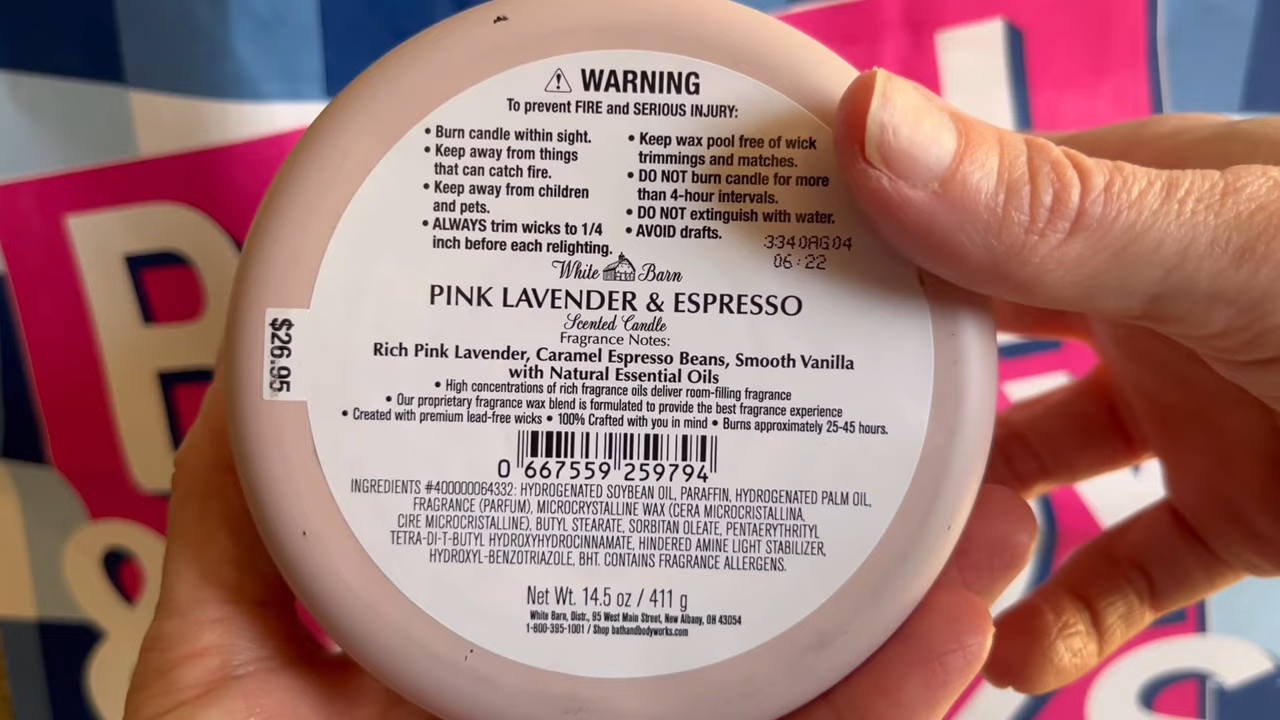 WARNING
To prevent FIRE and SERIOUS INJURY:
• Burn candle within sight.
• Keep away from things
that can catch fire.
• Keep away from children
and pets.
• ALWAYS trim wicks to 1/4
inch before each relighting.
• Keep wax pool free of wick
trimmings and matches.
• DO NOT burn candle for more
than 4-hour intervals.
• DO NOT extinguish with water.
• AVOID drafts.
3340AG04
06:22
White Barn
PINK LAVENDER & ESPRESSO
Scented Candle
Fragrance Notes:
Rich Pink Lavender, Caramel Espresso Beans, Smooth Vanilla
with Natural Essential Oils
• High concentrations of rich fragrance oils deliver room-filling fragrance
• Our proprietary fragrance wax blend is formulated to provide the best fragrance experience
• Created with premium lead-free wicks • 100% Crafted with you in mind • Burns approximately 25-45 hours.
$26.95
0 667559 259794
INGREDIENTS #400000064332: HYDROGENATED SOYBEAN OIL, PARAFFIN, HYDROGENATED PALM OIL,
FRAGRANCE (PARFUM), MICROCRYSTALLINE WAX (CERA MICROCRISTALLINA,
CIRE MICROCRISTALLINE), BUTYL STEARATE, SORBITAN OLEATE, PENTAERYTHRITYL
TETRA-DI-T-BUTYL HYDROXYHYDROCINNAMATE, HINDERED AMINE LIGHT STABILIZER,
HYDROXYL-BENZOTRIAZOLE, BHT. CONTAINS FRAGRANCE ALLERGENS.
Net Wt. 14.5 oz / 411 g
White Barn, Distr., 95 West Main Street, New Albany, OH 43054
1-800-395-1001 / Shop bathandbodyworks.com
B
&